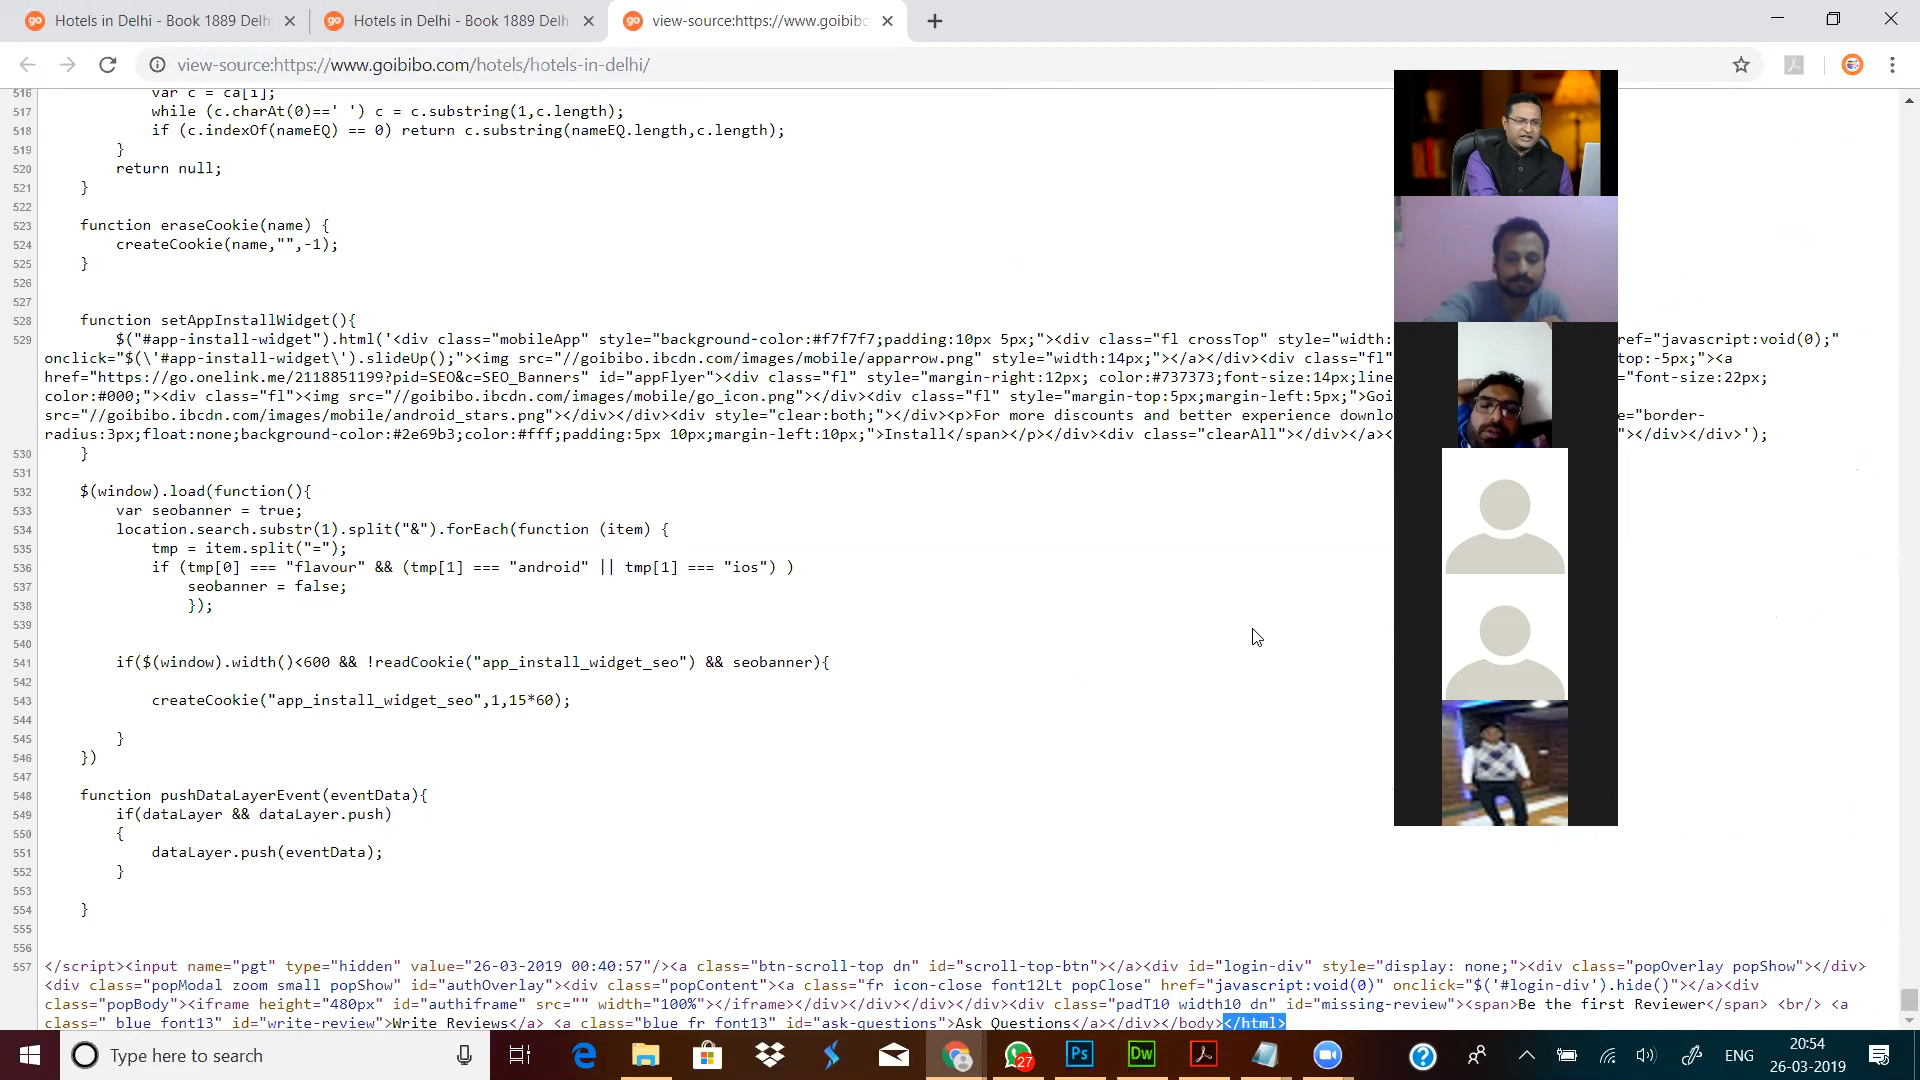 Hotels in Delhi - Book 1889 Delh
Hotels in Delhi - Book 1889 Delh
view-source:https://www.goibibo
view-source:https://www.goibibo.com/hotels/hotels-in-delhi/
516 var c = ca[i];
517 while (c.charAt(0)==' ') c = c.substring(1,c.length);
518 if (c.indexOf(nameEQ) == 0) return c.substring(nameEQ.length,c.length);
519 }
520 return null;
521 }
522
523 function eraseCookie(name) {
524 createCookie(name,"",-1);
525 }
526
527
528 function setAppInstallWidget(){
529 $("#app-install-widget").html('<div class="mobileApp" style="background-color:#f7f7f7;padding:10px 5px;"><div class="fl crossTop" style="width: ref="javascript:void(0);"
onclick="$(\'#app-install-widget\').slideUp();"><img src="//goibibo.ibcdn.com/images/mobile/apparrow.png" style="width:14px;"></a></div><div class="fl" top:-5px;"><a
href="https://go.onelink.me/2118851199?pid=SEO&c=SEO_Banners" id="appFlyer"><div class="fl" style="margin-right:12px; color:#737373;font-size:14px;line ="font-size:22px;
color:#000;"><div class="fl"><img src="//goibibo.ibcdn.com/images/mobile/go_icon.png"></div><div class="fl" style="margin-top:5px;margin-left:5px;">Goi
src="//goibibo.ibcdn.com/images/mobile/android_stars.png"></div></div><div style="clear:both;"></div><p>For more discounts and better experience downlo e="border-
radius:3px;float:none;background-color:#2e69b3;color:#fff;padding:5px 10px;margin-left:10px;">Install</span></p></div><div class="clearAll"></div></a>< "></div></div>');
530 }
531
532 $(window).load(function(){
533 var seobanner = true;
534 location.search.substr(1).split("&").forEach(function (item) {
535 tmp = item.split("=");
536 if (tmp[0] === "flavour" && (tmp[1] === "android" || tmp[1] === "ios") )
537 seobanner = false;
538 });
539
540
541 if($(window).width()<600 && !readCookie("app_install_widget_seo") && seobanner){
542
543 createCookie("app_install_widget_seo",1,15*60);
544
545 }
546 })
547
548 function pushDataLayerEvent(eventData){
549 if(dataLayer && dataLayer.push)
550 {
551 dataLayer.push(eventData);
552 }
553
554 }
555
556
557 </script><input name="pgt" type="hidden" value="26-03-2019 00:40:57"/><a class="btn-scroll-top dn" id="scroll-top-btn"></a><div id="login-div" style="display: none;"><div class="popOverlay popShow"></div>
<div class="popModal zoom small popShow" id="authOverlay"><div class="popContent"><a class="fr icon-close font12Lt popClose" href="javascript:void(0)" onclick="$('#login-div').hide()"></a><div
class="popBody"><iframe height="480px" id="authiframe" src="" width="100%"></iframe></div></div></div></div><div class="padT10 width10 dn" id="missing-review"><span>Be the first Reviewer</span> <br/> <a
class=" blue font13" id="write-review">Write Reviews</a> <a class="blue fr font13" id="ask-questions">Ask Questions</a></div></body></html>
Type here to search
27
Ps
Dw
ENG
20:54
26-03-2019